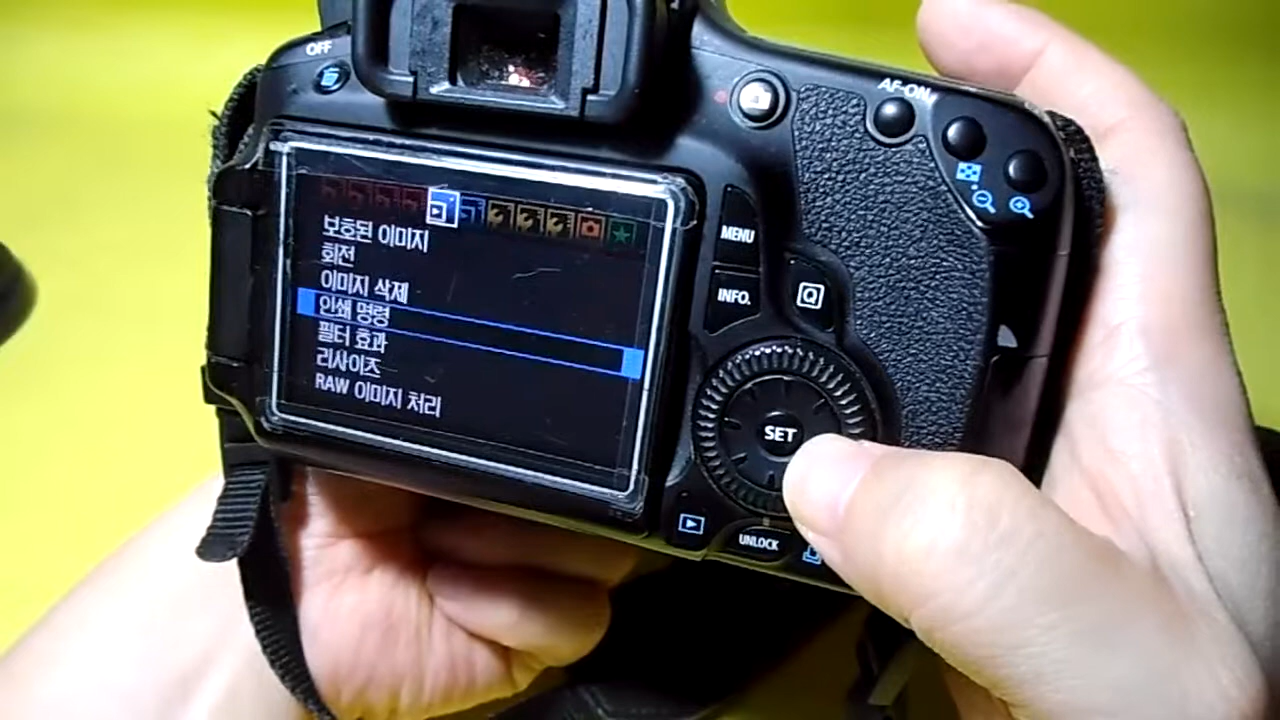 OFF
AF-ON
MENU
INFO.
Q
보호된 이미지
회전
이미지 삭제
인쇄 명령
필터 효과
리사이즈
RAW 이미지 처리
SET
UNLOCK